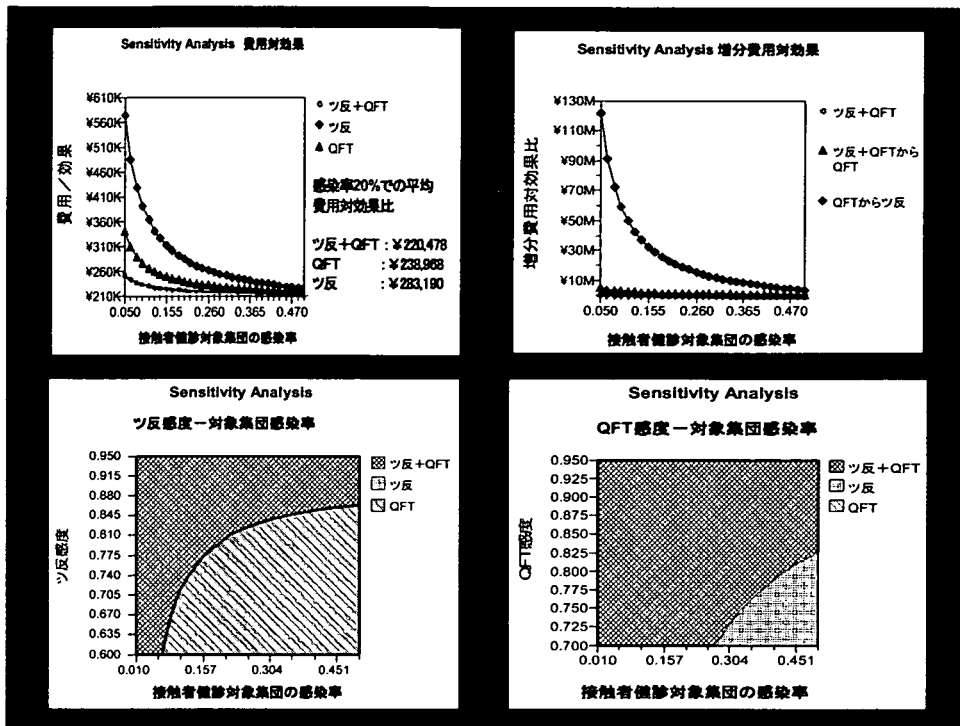 Sensitivity Analysis 費用対効果
¥610K
¥560K
¥510K
¥460K
¥410K
¥360K
¥310K
¥260K
¥210K
費用／効果
0.050 0.155 0.260 0.365 0.470
接触者健診対象集団の感染率
ツ反＋QFT
ツ反
QFT
感染率20%での平均
費用対効果比
ツ反＋QFT：¥220,478
QFT ：¥238,968
ツ反 ：¥283,190
Sensitivity Analysis 増分費用対効果
¥130M
¥110M
¥90M
¥70M
¥50M
¥30M
¥10M
増分費用対効果比
0.050 0.155 0.260 0.365 0.470
接触者健診対象集団の感染率
ツ反＋QFT
ツ反＋QFTから
QFT
QFTからツ反
Sensitivity Analysis
ツ反感度－対象集団感染率
0.950
0.915
0.880
0.845
0.810
0.775
0.740
0.705
0.670
0.635
0.600
ツ反感度
0.010 0.157 0.304 0.451
接触者健診対象集団の感染率
ツ反＋QFT
ツ反
QFT
Sensitivity Analysis
QFT感度－対象集団感染率
0.950
0.925
0.900
0.875
0.850
0.825
0.800
0.775
0.750
0.725
0.700
QFT感度
0.010 0.157 0.304 0.451
接触者健診対象集団の感染率
ツ反＋QFT
ツ反
QFT